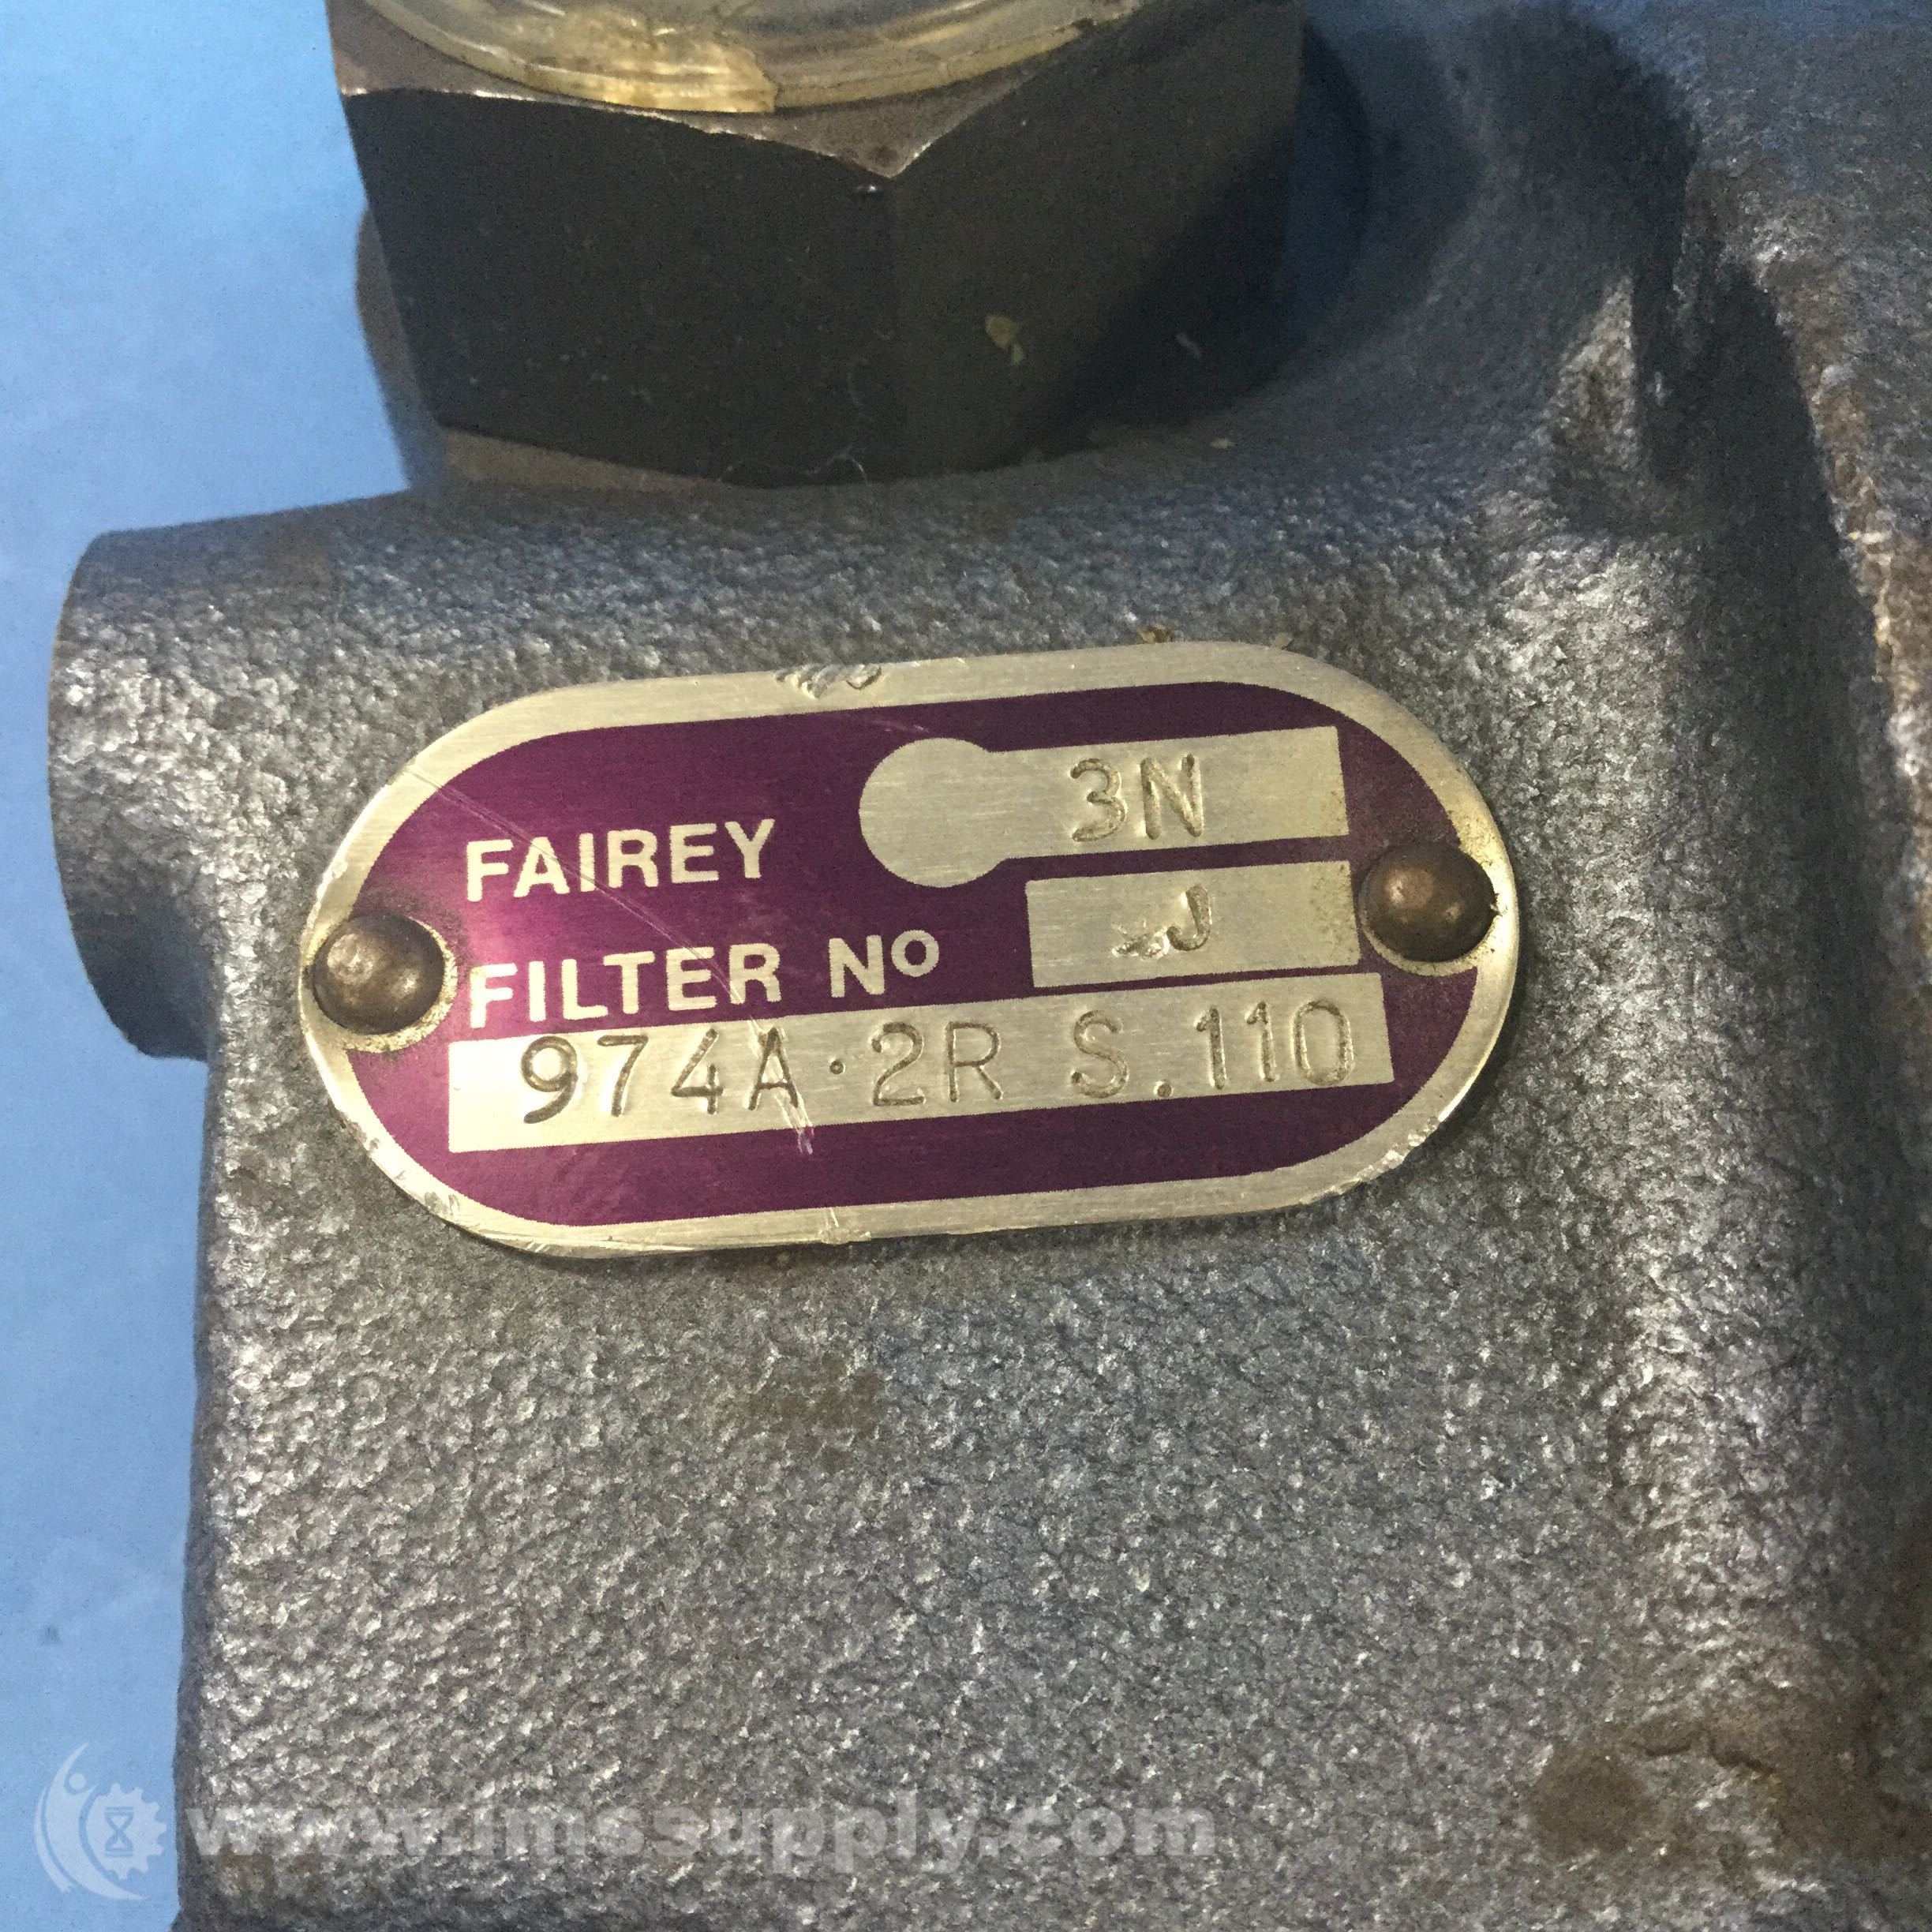 FAIREY 3N
FILTER No J
974A·2R S.110
www.imssupply.com